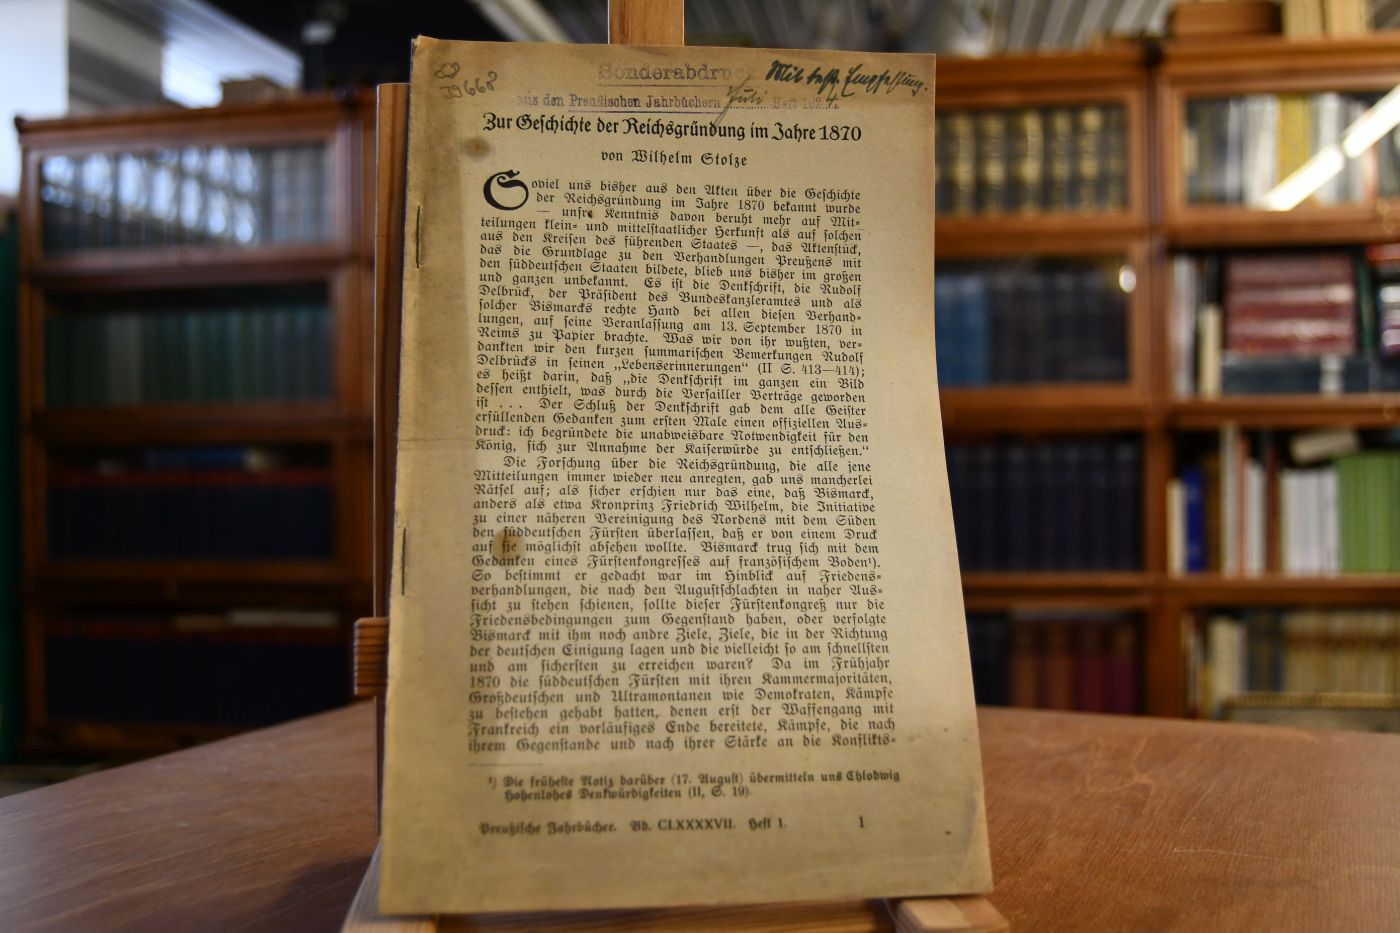 39668
Sonderabdruck
Mit best. Empfehlung.
aus den Preußischen Jahrbüchern Juli Heft 1924.
Zur Geschichte der Reichsgründung im Jahre 1870
von Wilhelm Stolze
Soviel uns bisher aus den Akten über die Geschichte
der Reichsgründung im Jahre 1870 bekannt wurde
— unsre Kenntnis davon beruht mehr auf Mit-
teilungen klein- und mittelstaatlicher Herkunft als auf solchen
aus den Kreisen des führenden Staates —, das Aktenstück,
das die Grundlage zu den Verhandlungen Preußens mit
den süddeutschen Staaten bildete, blieb uns bisher im großen
und ganzen unbekannt. Es ist die Denkschrift, die Rudolf
Delbrück, der Präsident des Bundeskanzleramtes und als
solcher Bismarcks rechte Hand bei allen diesen Verhand-
lungen, auf seine Veranlassung am 13. September 1870 in
Reims zu Papier brachte. Was wir von ihr wußten, ver-
dankten wir den kurzen summarischen Bemerkungen Rudolf
Delbrücks in seinen „Lebenserinnerungen“ (II S. 413—414);
es heißt darin, daß „die Denkschrift im ganzen ein Bild
dessen enthielt, was durch die Versailler Verträge geworden
ist . . . Der Schluß der Denkschrift gab dem alle Geister
erfüllenden Gedanken zum ersten Male einen offiziellen Aus-
druck: ich begründete die unabweisbare Notwendigkeit für den
König, sich zur Annahme der Kaiserwürde zu entschließen.“
Die Forschung über die Reichsgründung, die alle jene
Mitteilungen immer wieder neu anregten, gab uns mancherlei
Rätsel auf; als sicher erschien nur das eine, daß Bismarck,
anders als etwa Kronprinz Friedrich Wilhelm, die Initiative
zu einer näheren Vereinigung des Nordens mit dem Süden
den süddeutschen Fürsten überlassen, daß er von einem Druck
auf sie möglichst absehen wollte. Bismarck trug sich mit dem
Gedanken eines Fürstenkongresses auf französischem Boden¹).
So bestimmt er gedacht war im Hinblick auf Friedens-
verhandlungen, die nach den Augustschlachten in naher Aus-
sicht zu stehen schienen, sollte dieser Fürstenkongreß nur die
Friedensbedingungen zum Gegenstand haben, oder verfolgte
Bismarck mit ihm noch andre Ziele, Ziele, die in der Richtung
der deutschen Einigung lagen und die vielleicht so am schnellsten
und am sichersten zu erreichen waren? Da im Frühjahr
1870 die süddeutschen Fürsten mit ihren Kammermajoritäten,
Großdeutschen und Ultramontanen wie Demokraten, Kämpfe
zu bestehen gehabt hatten, denen erst der Waffengang mit
Frankreich ein vorläufiges Ende bereitete, Kämpfe, die nach
ihrem Gegenstande und nach ihrer Stärke an die Konflikts-
¹) Die früheste Notiz darüber (17. August) übermitteln uns Chlodwig
Hohenlohes Denkwürdigkeiten (II, S. 19).
Preußische Jahrbücher. Bd. CLXXXXVII. Heft 1. 1